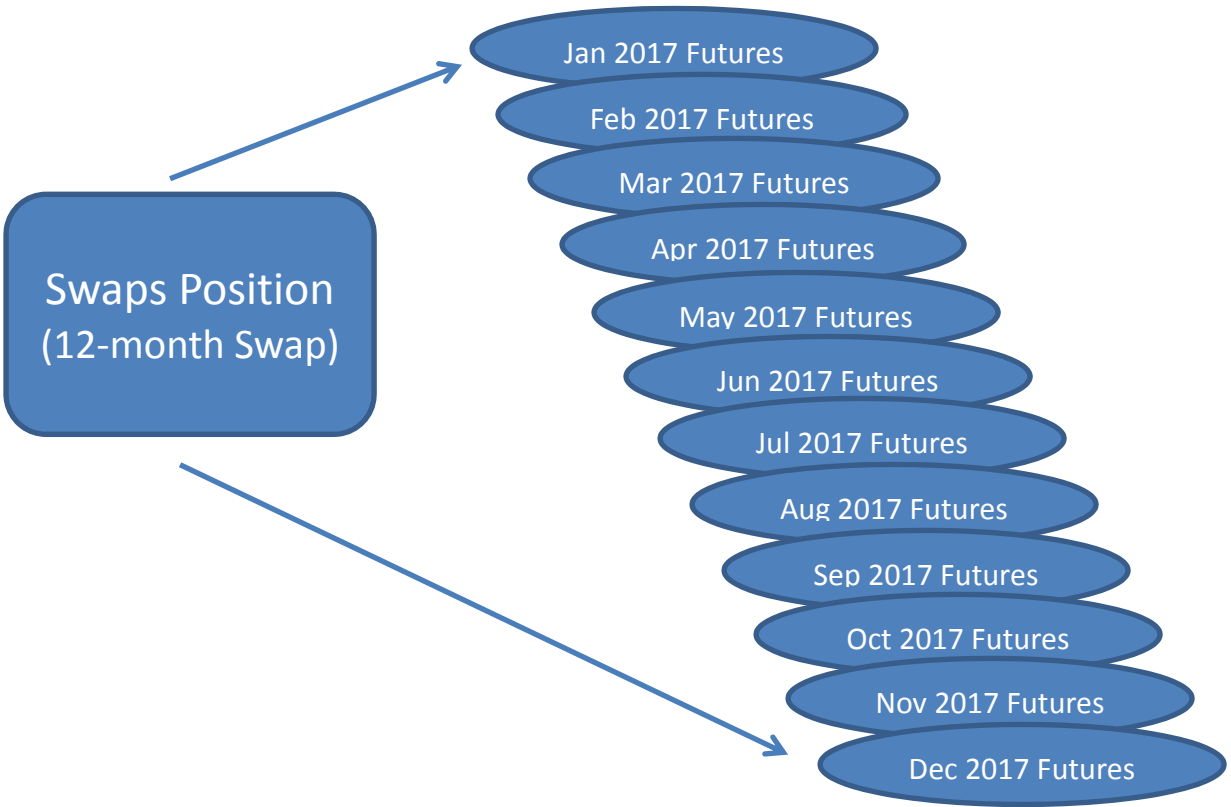 Jan 2017 Futures
Feb 2017 Futures
Mar 2017 Futures
Apr 2017 Futures
May 2017 Futures
Jun 2017 Futures
Jul 2017 Futures
Aug 2017 Futures
Sep 2017 Futures
Oct 2017 Futures
Nov 2017 Futures
Dec 2017 Futures
Swaps Position
(12-month Swap)